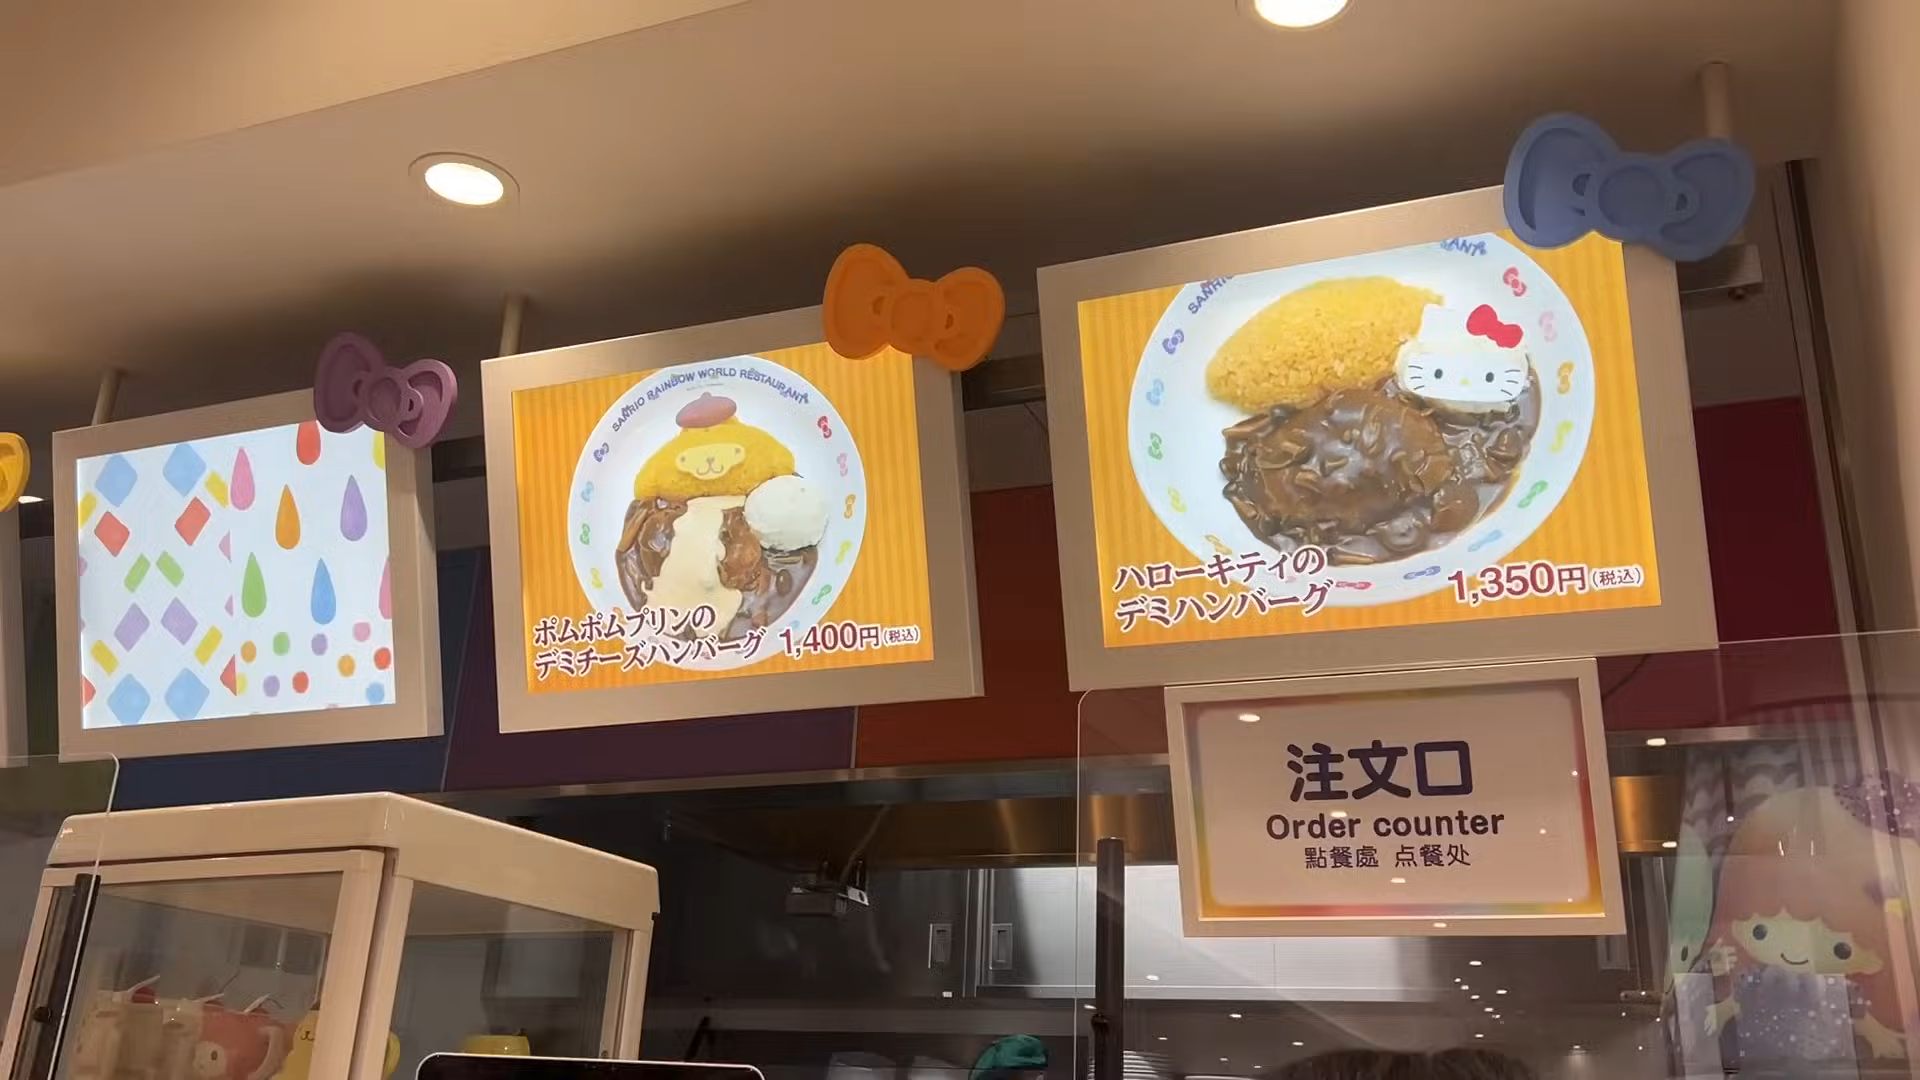 SANRIO RAINBOW WORLD RESTAURANT
ポムポムプリンの
デミチーズハンバーグ 1,400円(税込)
ハローキティの
デミハンバーグ 1,350円(税込)
注文口
Order counter
點餐處 点餐处